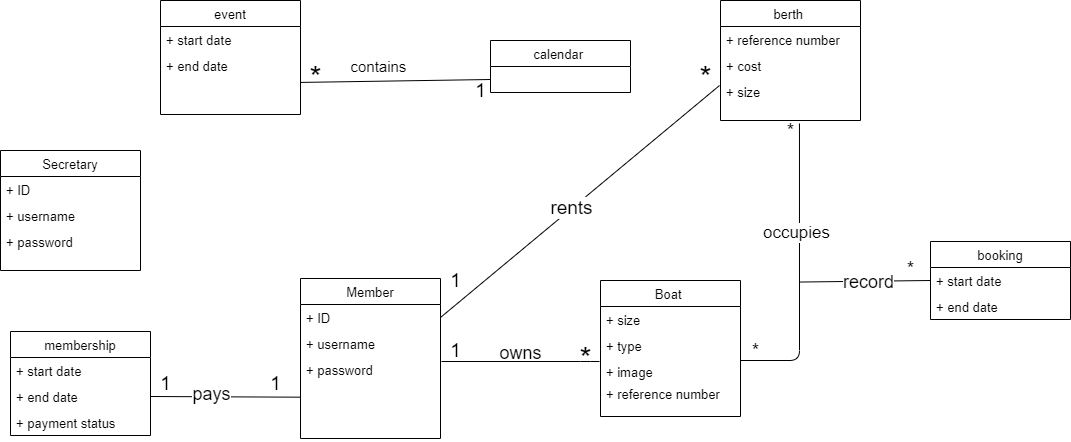 event
+ start date
+ end date
*
contains
1
calendar
berth
+ reference number
+ cost
+ size
*
*
Secretary
+ ID
+ username
+ password
rents
occupies
1
Member
+ ID
+ username
+ password
1
owns
*
Boat
+ size
+ type
+ image
+ reference number
*
record
*
booking
+ start date
+ end date
membership
+ start date
+ end date
+ payment status
1
pays
1